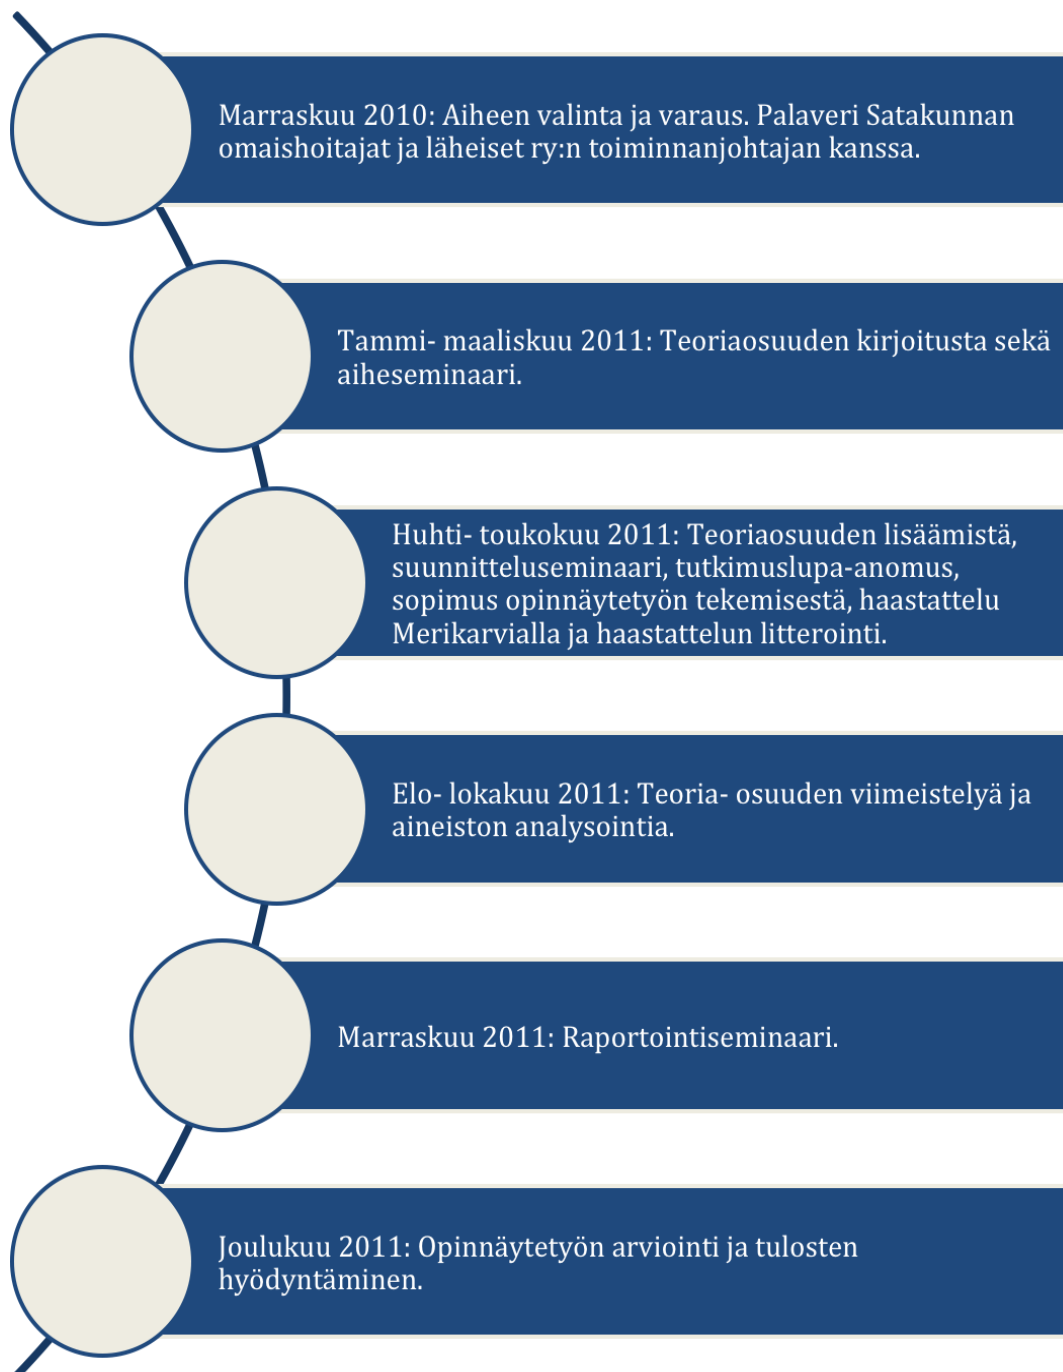 Marraskuu 2010: Aiheen valinta ja varaus. Palaveri Satakunnan
omaishoitajat ja läheiset ry:n toiminnanjohtajan kanssa.
Tammi- maaliskuu 2011: Teoriaosuuden kirjoitusta sekä
aiheseminaari.
Huhti- toukokuu 2011: Teoriaosuuden lisäämistä,
suunnitteluseminaari, tutkimuslupa-anomus,
sopimus opinnäytetyön tekemisestä, haastattelu
Merikarvialla ja haastattelun litterointi.
Elo- lokakuu 2011: Teoria- osuuden viimeistelyä ja
aineiston analysointia.
Marraskuu 2011: Raportointiseminaari.
Joulukuu 2011: Opinnäytetyön arviointi ja tulosten
hyödyntäminen.